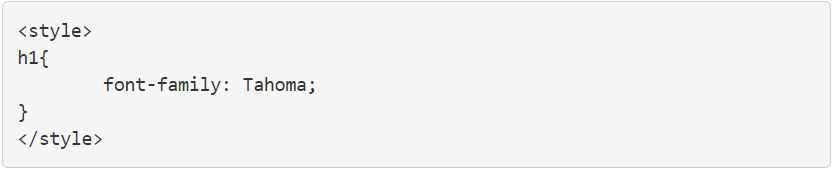 <style>
h1{
        font-family: Tahoma;
}
</style>